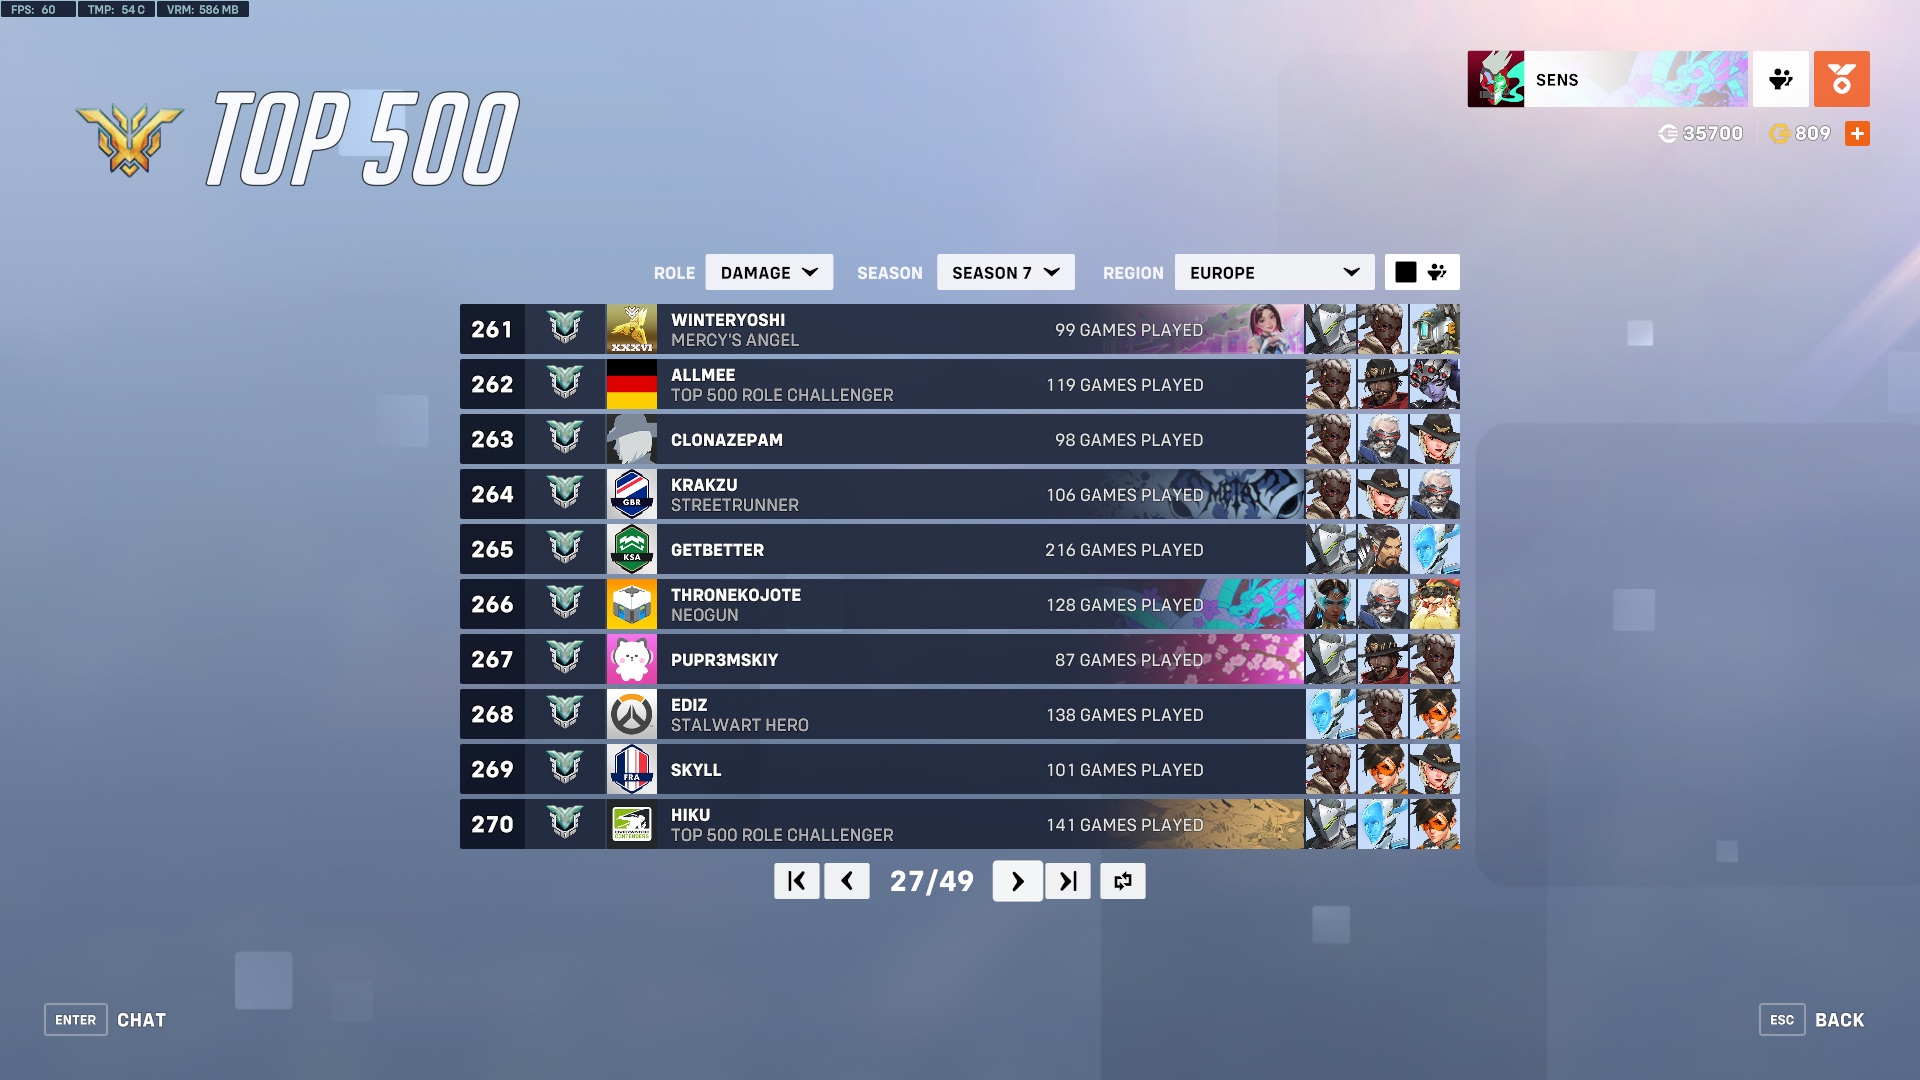 FPS: 60 TMP: 54 C VRM: 586 MB
TOP 500
SENS
35700 809
ROLE DAMAGE SEASON SEASON 7 REGION EUROPE
261 XXXVI WINTERYOSHI 99 GAMES PLAYED
MERCY'S ANGEL
262 ALLMEE 119 GAMES PLAYED
TOP 500 ROLE CHALLENGER
263 CLONAZEPAM 98 GAMES PLAYED
264 GBR KRAKZU 106 GAMES PLAYED
STREETRUNNER
265 KSA GETBETTER 216 GAMES PLAYED
266 THRONEKOJOTE 128 GAMES PLAYED
NEOGUN
267 PUPR3MSKIY 87 GAMES PLAYED
268 EDIZ 138 GAMES PLAYED
STALWART HERO
269 FRA SKYLL 101 GAMES PLAYED
270 HIKU 141 GAMES PLAYED
TOP 500 ROLE CHALLENGER
27/49
ENTER CHAT
ESC BACK